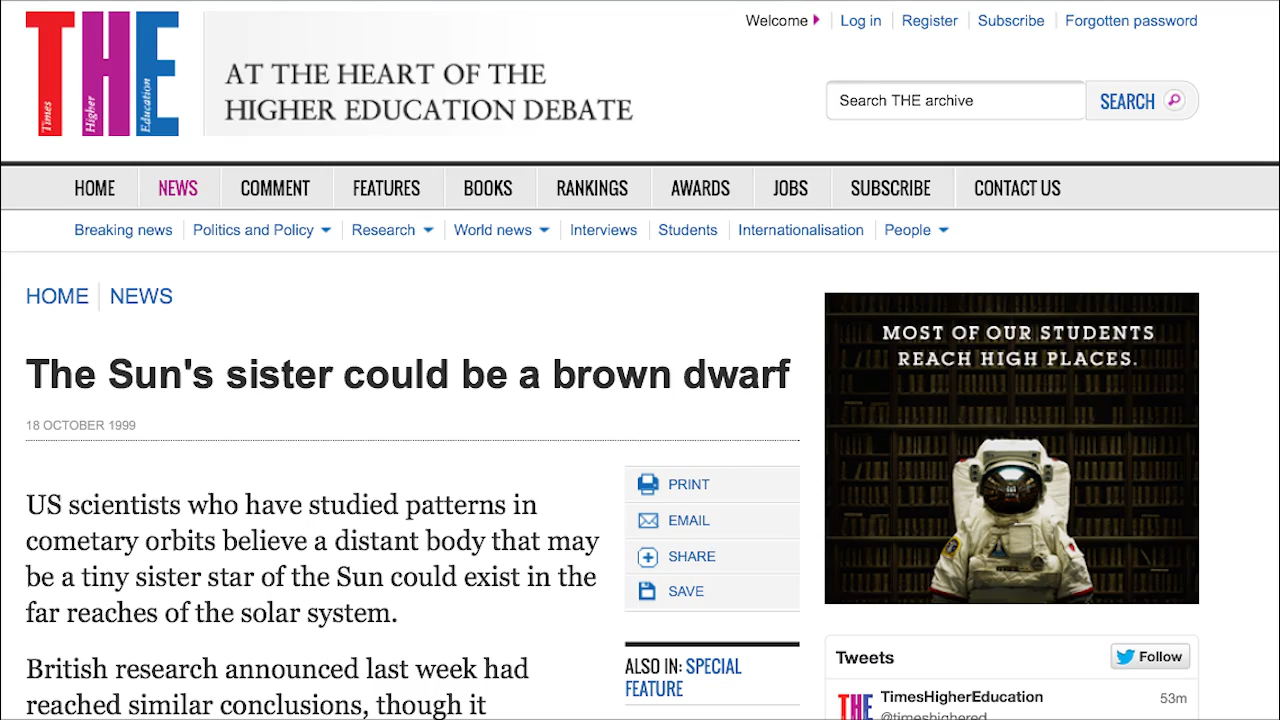 Welcome Log in Register Subscribe Forgotten password
THE
Times Higher Education
AT THE HEART OF THE
HIGHER EDUCATION DEBATE
Search THE archive SEARCH
HOME NEWS COMMENT FEATURES BOOKS RANKINGS AWARDS JOBS SUBSCRIBE CONTACT US
Breaking news Politics and Policy Research World news Interviews Students Internationalisation People
HOME NEWS
The Sun's sister could be a brown dwarf
18 OCTOBER 1999
US scientists who have studied patterns in
cometary orbits believe a distant body that may
be a tiny sister star of the Sun could exist in the
far reaches of the solar system.
British research announced last week had
reached similar conclusions, though it
PRINT
EMAIL
SHARE
SAVE
ALSO IN: SPECIAL
FEATURE
MOST OF OUR STUDENTS
REACH HIGH PLACES.
Tweets Follow
THE TimesHigherEducation 53m
@timeshighered